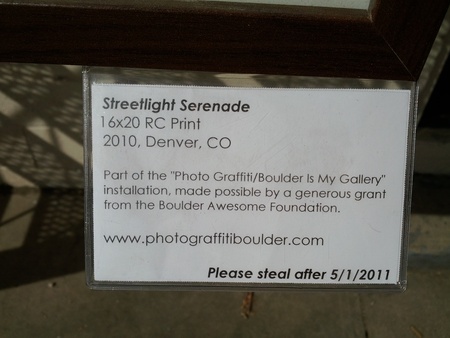 Streetlight Serenade
16x20 RC Print
2010, Denver, CO
Part of the "Photo Graffiti/Boulder Is My Gallery"
installation, made possible by a generous grant
from the Boulder Awesome Foundation.
www.photograffitiboulder.com
Please steal after 5/1/2011